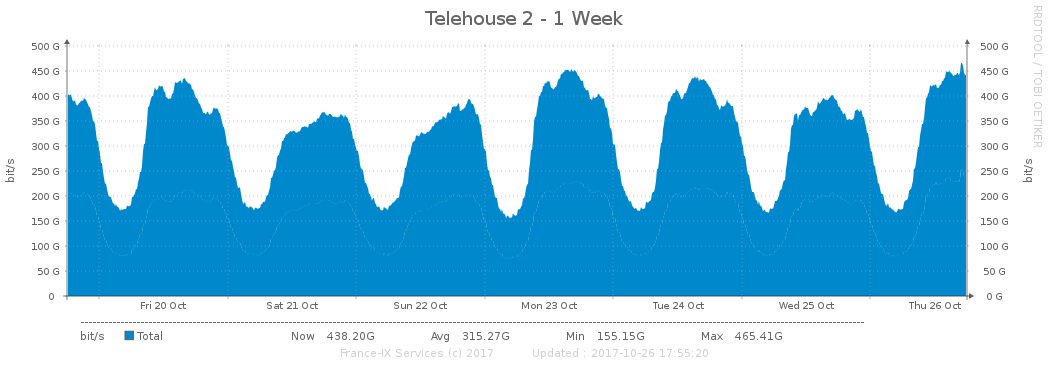 Telehouse 2 - 1 Week
RRDTOOL / TOBI OETIKER
500 G 500 G
450 G 450 G
400 G 400 G
350 G 350 G
300 G 300 G
250 G 250 G
200 G 200 G
150 G 150 G
100 G 100 G
50 G 50 G
0 0 G
bit/s bit/s
Fri 20 Oct Sat 21 Oct Sun 22 Oct Mon 23 Oct Tue 24 Oct Wed 25 Oct Thu 26 Oct
bit/s Total Now 438.20G Avg 315.27G Min 155.15G Max 465.41G
France-IX Services (c) 2017 Updated : 2017-10-26 17:55:20